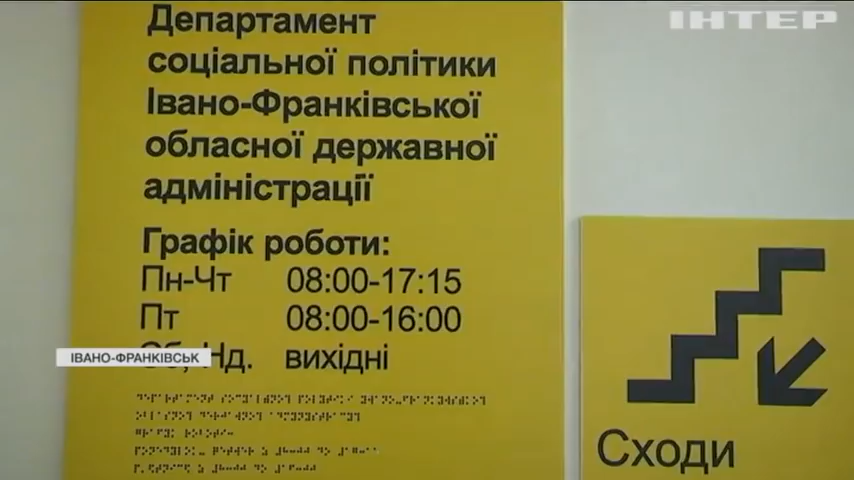 ІНТЕР
Департамент
соціальної політики
Івано-Франківської
обласної державної
адміністрації
Графік роботи:
Пн-Чт 08:00-17:15
Пт 08:00-16:00
Сб, Нд. вихідні
ІВАНО-ФРАНКІВСЬК
Сходи